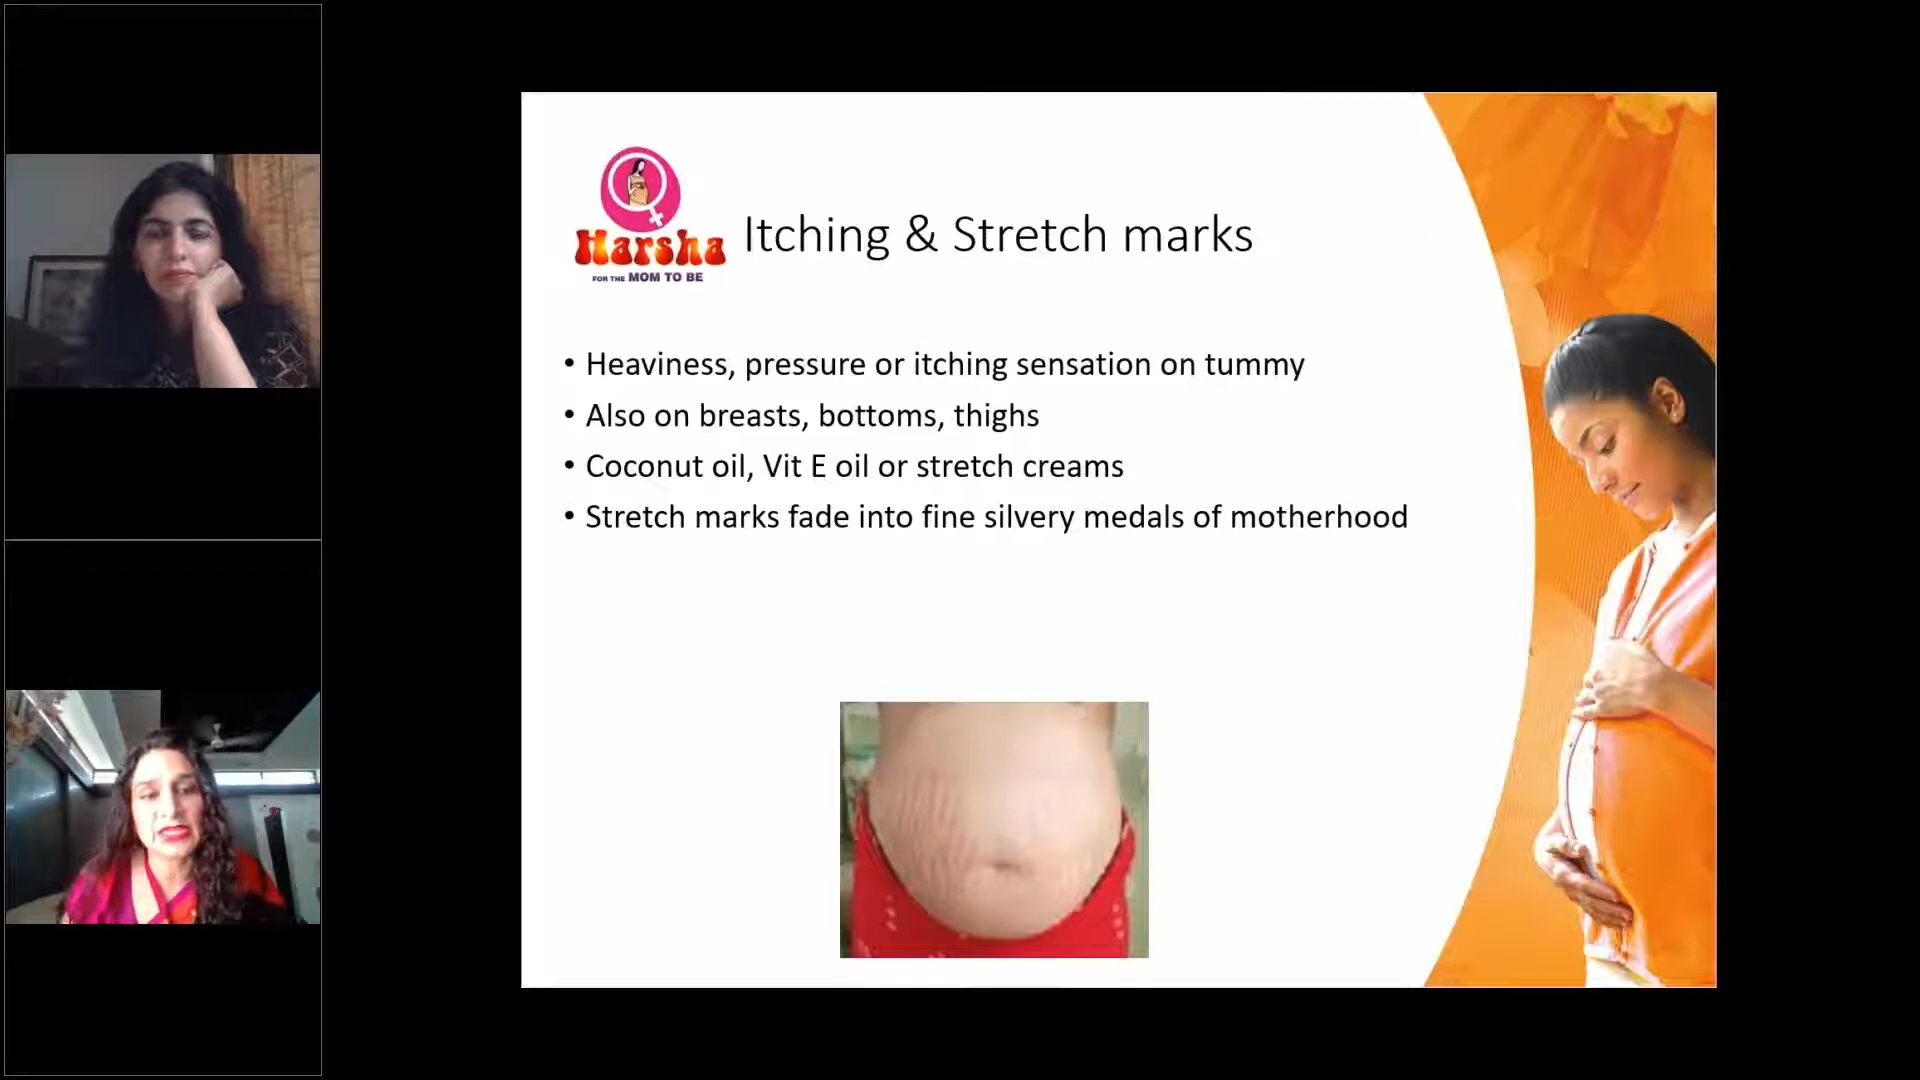 Harsha
FOR THE MOM TO BE
Itching & Stretch marks
• Heaviness, pressure or itching sensation on tummy
• Also on breasts, bottoms, thighs
• Coconut oil, Vit E oil or stretch creams
• Stretch marks fade into fine silvery medals of motherhood